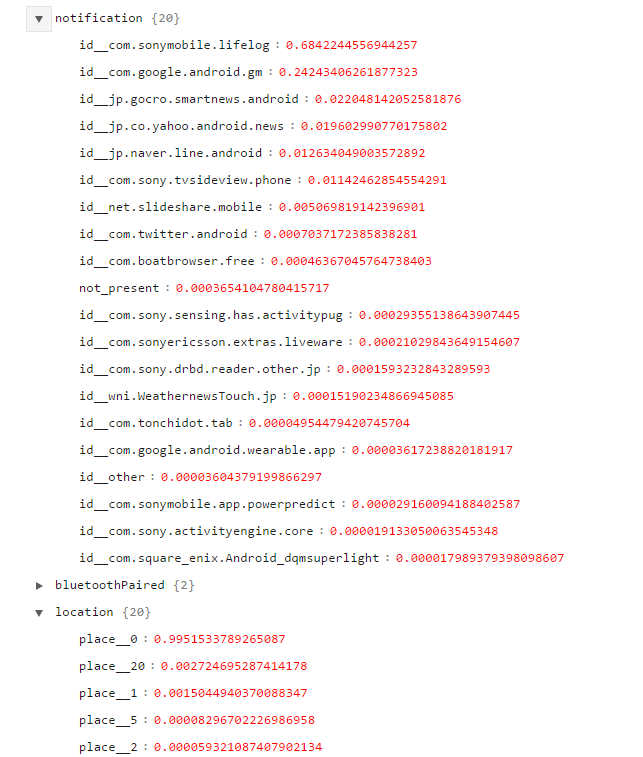 notification {20}
id__com.sonymobile.lifelog : 0.6842244556944257
id__com.google.android.gm : 0.24243406261877323
id__jp.gocro.smartnews.android : 0.022048142052581876
id__jp.co.yahoo.android.news : 0.019602990770175802
id__jp.naver.line.android : 0.012634049003572892
id__com.sony.tvsideview.phone : 0.01142462854554291
id__net.slideshare.mobile : 0.005069819142396901
id__com.twitter.android : 0.0007037172385838281
id__com.boatbrowser.free : 0.00046367045764738403
not_present : 0.0003654104780415717
id__com.sony.sensing.has.activitypug : 0.00029355138643907445
id__com.sonyericsson.extras.liveware : 0.00021029843649154607
id__com.sony.drbd.reader.other.jp : 0.0001593232843289593
id__wni.WeathernewsTouch.jp : 0.00015190234866945085
id__com.tonchidot.tab : 0.00004954479420745704
id__com.google.android.wearable.app : 0.00003617238820181917
id__other : 0.00003604379199866297
id__com.sonymobile.app.powerpredict : 0.000029160094188402587
id__com.sony.activityengine.core : 0.000019133050063545348
id__com.square_enix.Android_dqmsuperlight : 0.000017989379398098607
bluetoothPaired {2}
location {20}
place__0 : 0.9951533789265087
place__20 : 0.002724695287414178
place__1 : 0.0015044940370088347
place__5 : 0.00008296702226986958
place__2 : 0.000059321087407902134